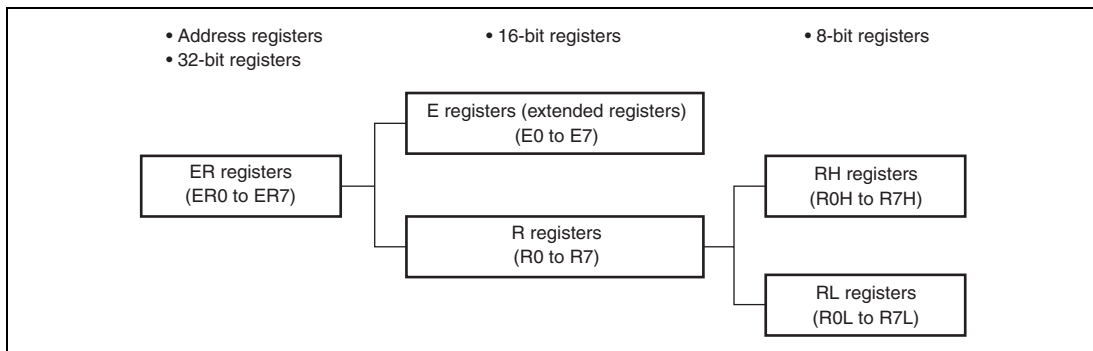 • Address registers
• 32-bit registers
• 16-bit registers
• 8-bit registers
ER registers
(ER0 to ER7)
E registers (extended registers)
(E0 to E7)
R registers
(R0 to R7)
RH registers
(R0H to R7H)
RL registers
(R0L to R7L)